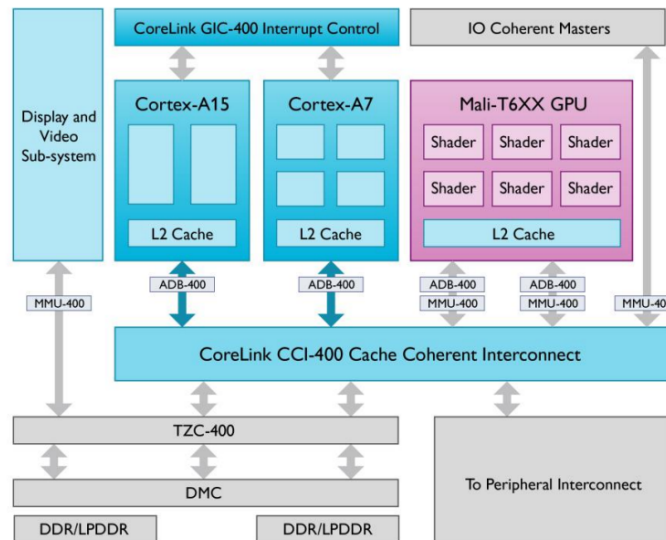 CoreLink GIC-400 Interrupt Control
IO Coherent Masters
Display and
Video
Sub-system
Cortex-A15
L2 Cache
Cortex-A7
L2 Cache
Mali-T6XX GPU
Shader
Shader
Shader
Shader
Shader
Shader
L2 Cache
MMU-400
ADB-400
ADB-400
ADB-400
MMU-400
ADB-400
MMU-400
MMU-40
CoreLink CCI-400 Cache Coherent Interconnect
TZC-400
DMC
DDR/LPDDR
DDR/LPDDR
To Peripheral Interconnect